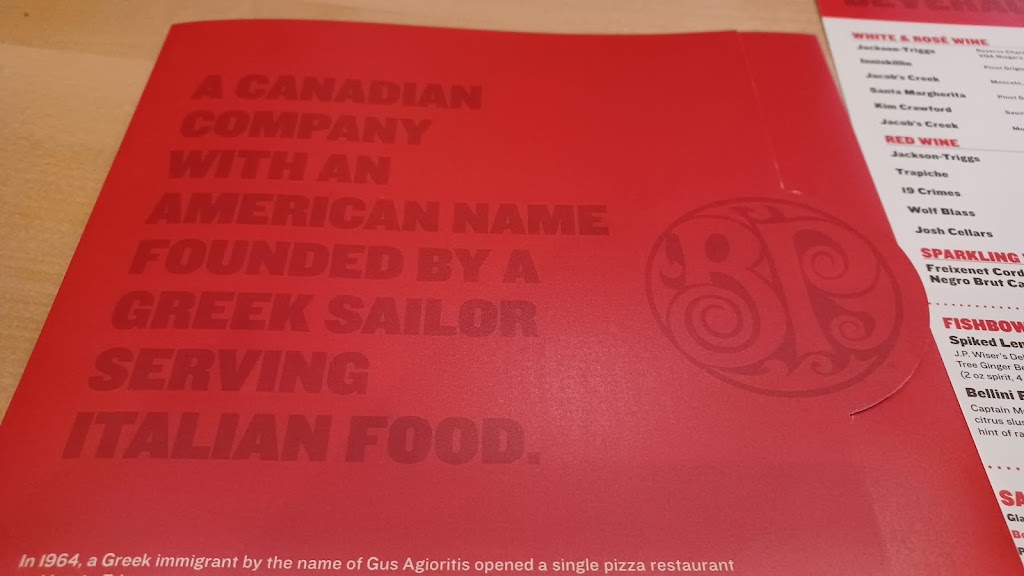 A CANADIAN
COMPANY
WITH AN
AMERICAN NAME
FOUNDED BY A
GREEK SAILOR
SERVING
ITALIAN FOOD.
BP
In 1964, a Greek immigrant by the name of Gus Agioritis opened a single pizza restaurant
WHITE & ROSÉ WINE
Jackson-Triggs
Inniskillin
Jacob's Creek
Santa Margherita
Kim Crawford
Jacob's Creek
RED WINE
Jackson-Triggs
Trapiche
19 Crimes
Wolf Blass
Josh Cellars
SPARKLING
Freixenet Cord
Negro Brut Ca
FISHBOW
Spiked Len
J.P. Wiser's De
Tree Ginger Be
(2 oz spirit, 4
Bellini F
Captain Mo
citrus slus
hint of ra
SA
Gla